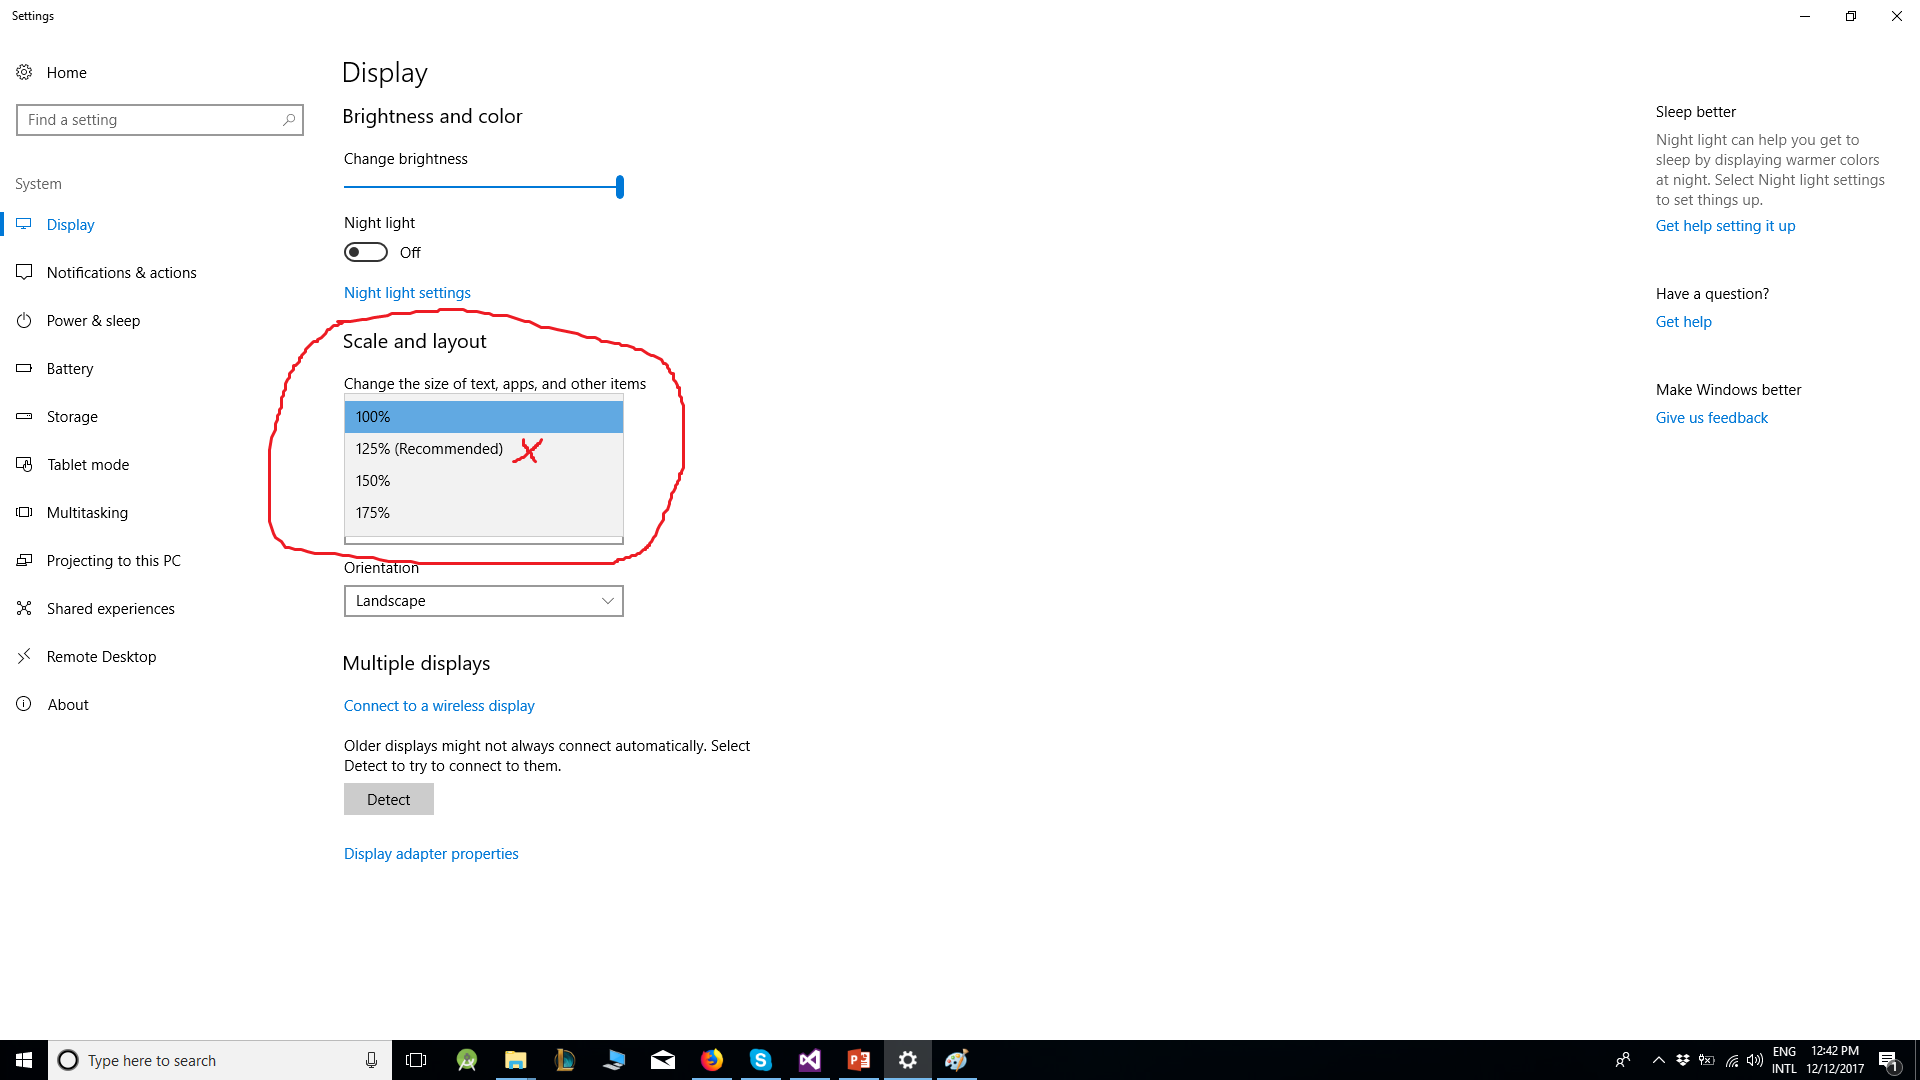 Settings
Home
Find a setting
System
Display
Notifications & actions
Power & sleep
Battery
Storage
Tablet mode
Multitasking
Projecting to this PC
Shared experiences
Remote Desktop
About
Display
Brightness and color
Change brightness
Night light
Off
Night light settings
Scale and layout
Change the size of text, apps, and other items
100%
125% (Recommended)
150%
175%
Orientation
Landscape
Multiple displays
Connect to a wireless display
Older displays might not always connect automatically. Select
Detect to try to connect to them.
Detect
Display adapter properties
Sleep better
Night light can help you get to
sleep by displaying warmer colors
at night. Select Night light settings
to set things up.
Get help setting it up
Have a question?
Get help
Make Windows better
Give us feedback
Type here to search
ENG
INTL
12:42 PM
12/12/2017
1